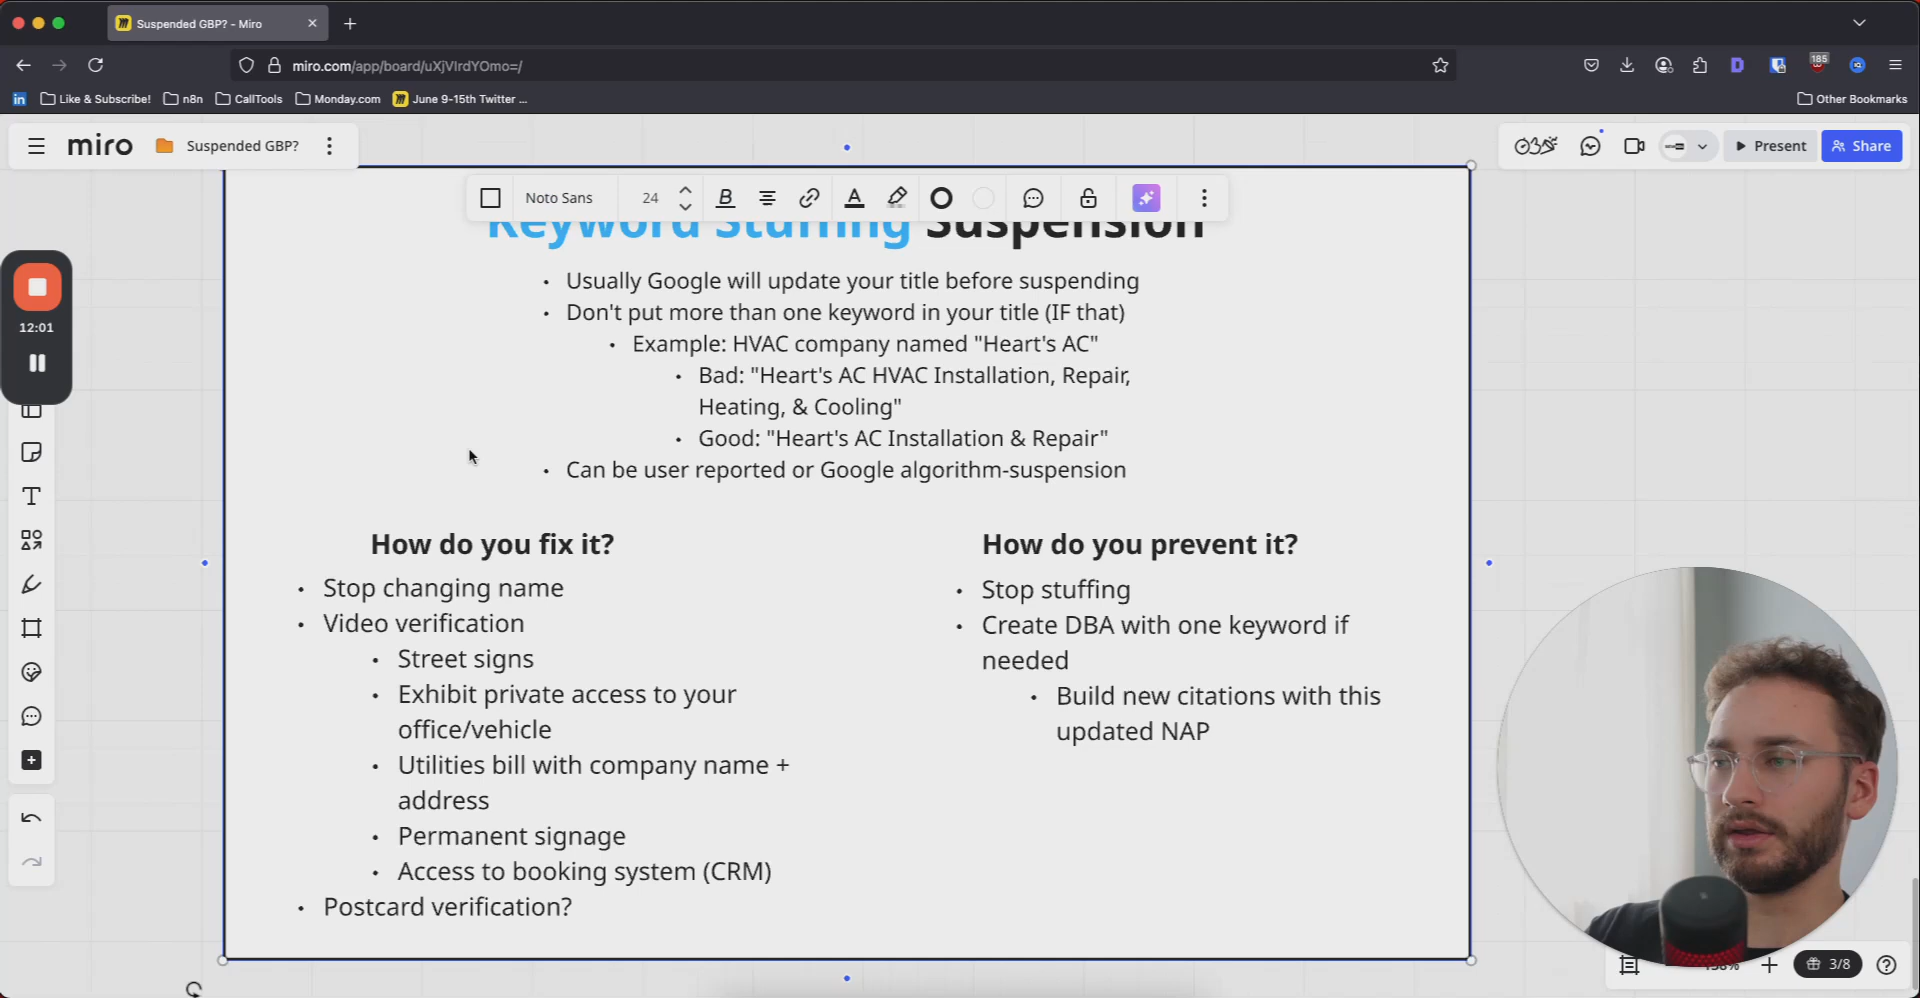 Suspended GBP? - Miro
miro.com/app/board/uXjVIrdYOmo=/
185
Like & Subscribe!
n8n
CallTools
Monday.com
June 9-15th Twitter ...
Other Bookmarks
miro
Suspended GBP?
Present
Share
Noto Sans
24
Keyword Stuffing Suspension
• Usually Google will update your title before suspending
• Don't put more than one keyword in your title (IF that)
• Example: HVAC company named "Heart's AC"
• Bad: "Heart's AC HVAC Installation, Repair,
Heating, & Cooling"
• Good: "Heart's AC Installation & Repair"
• Can be user reported or Google algorithm-suspension
12:01
How do you fix it?
• Stop changing name
• Video verification
• Street signs
• Exhibit private access to your
office/vehicle
• Utilities bill with company name +
address
• Permanent signage
• Access to booking system (CRM)
• Postcard verification?
How do you prevent it?
• Stop stuffing
• Create DBA with one keyword if
needed
• Build new citations with this
updated NAP
3/8